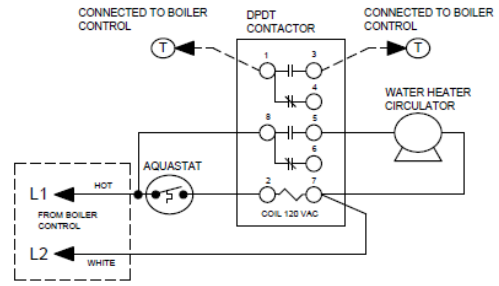 CONNECTED TO BOILER
CONTROL
DPDT
CONTACTOR
CONNECTED TO BOILER
CONTROL
T
1
3
T
4
WATER HEATER
CIRCULATOR
8
5
6
AQUASTAT
L1
HOT
2
7
FROM BOILER
CONTROL
COIL 120 VAC
L2
WHITE